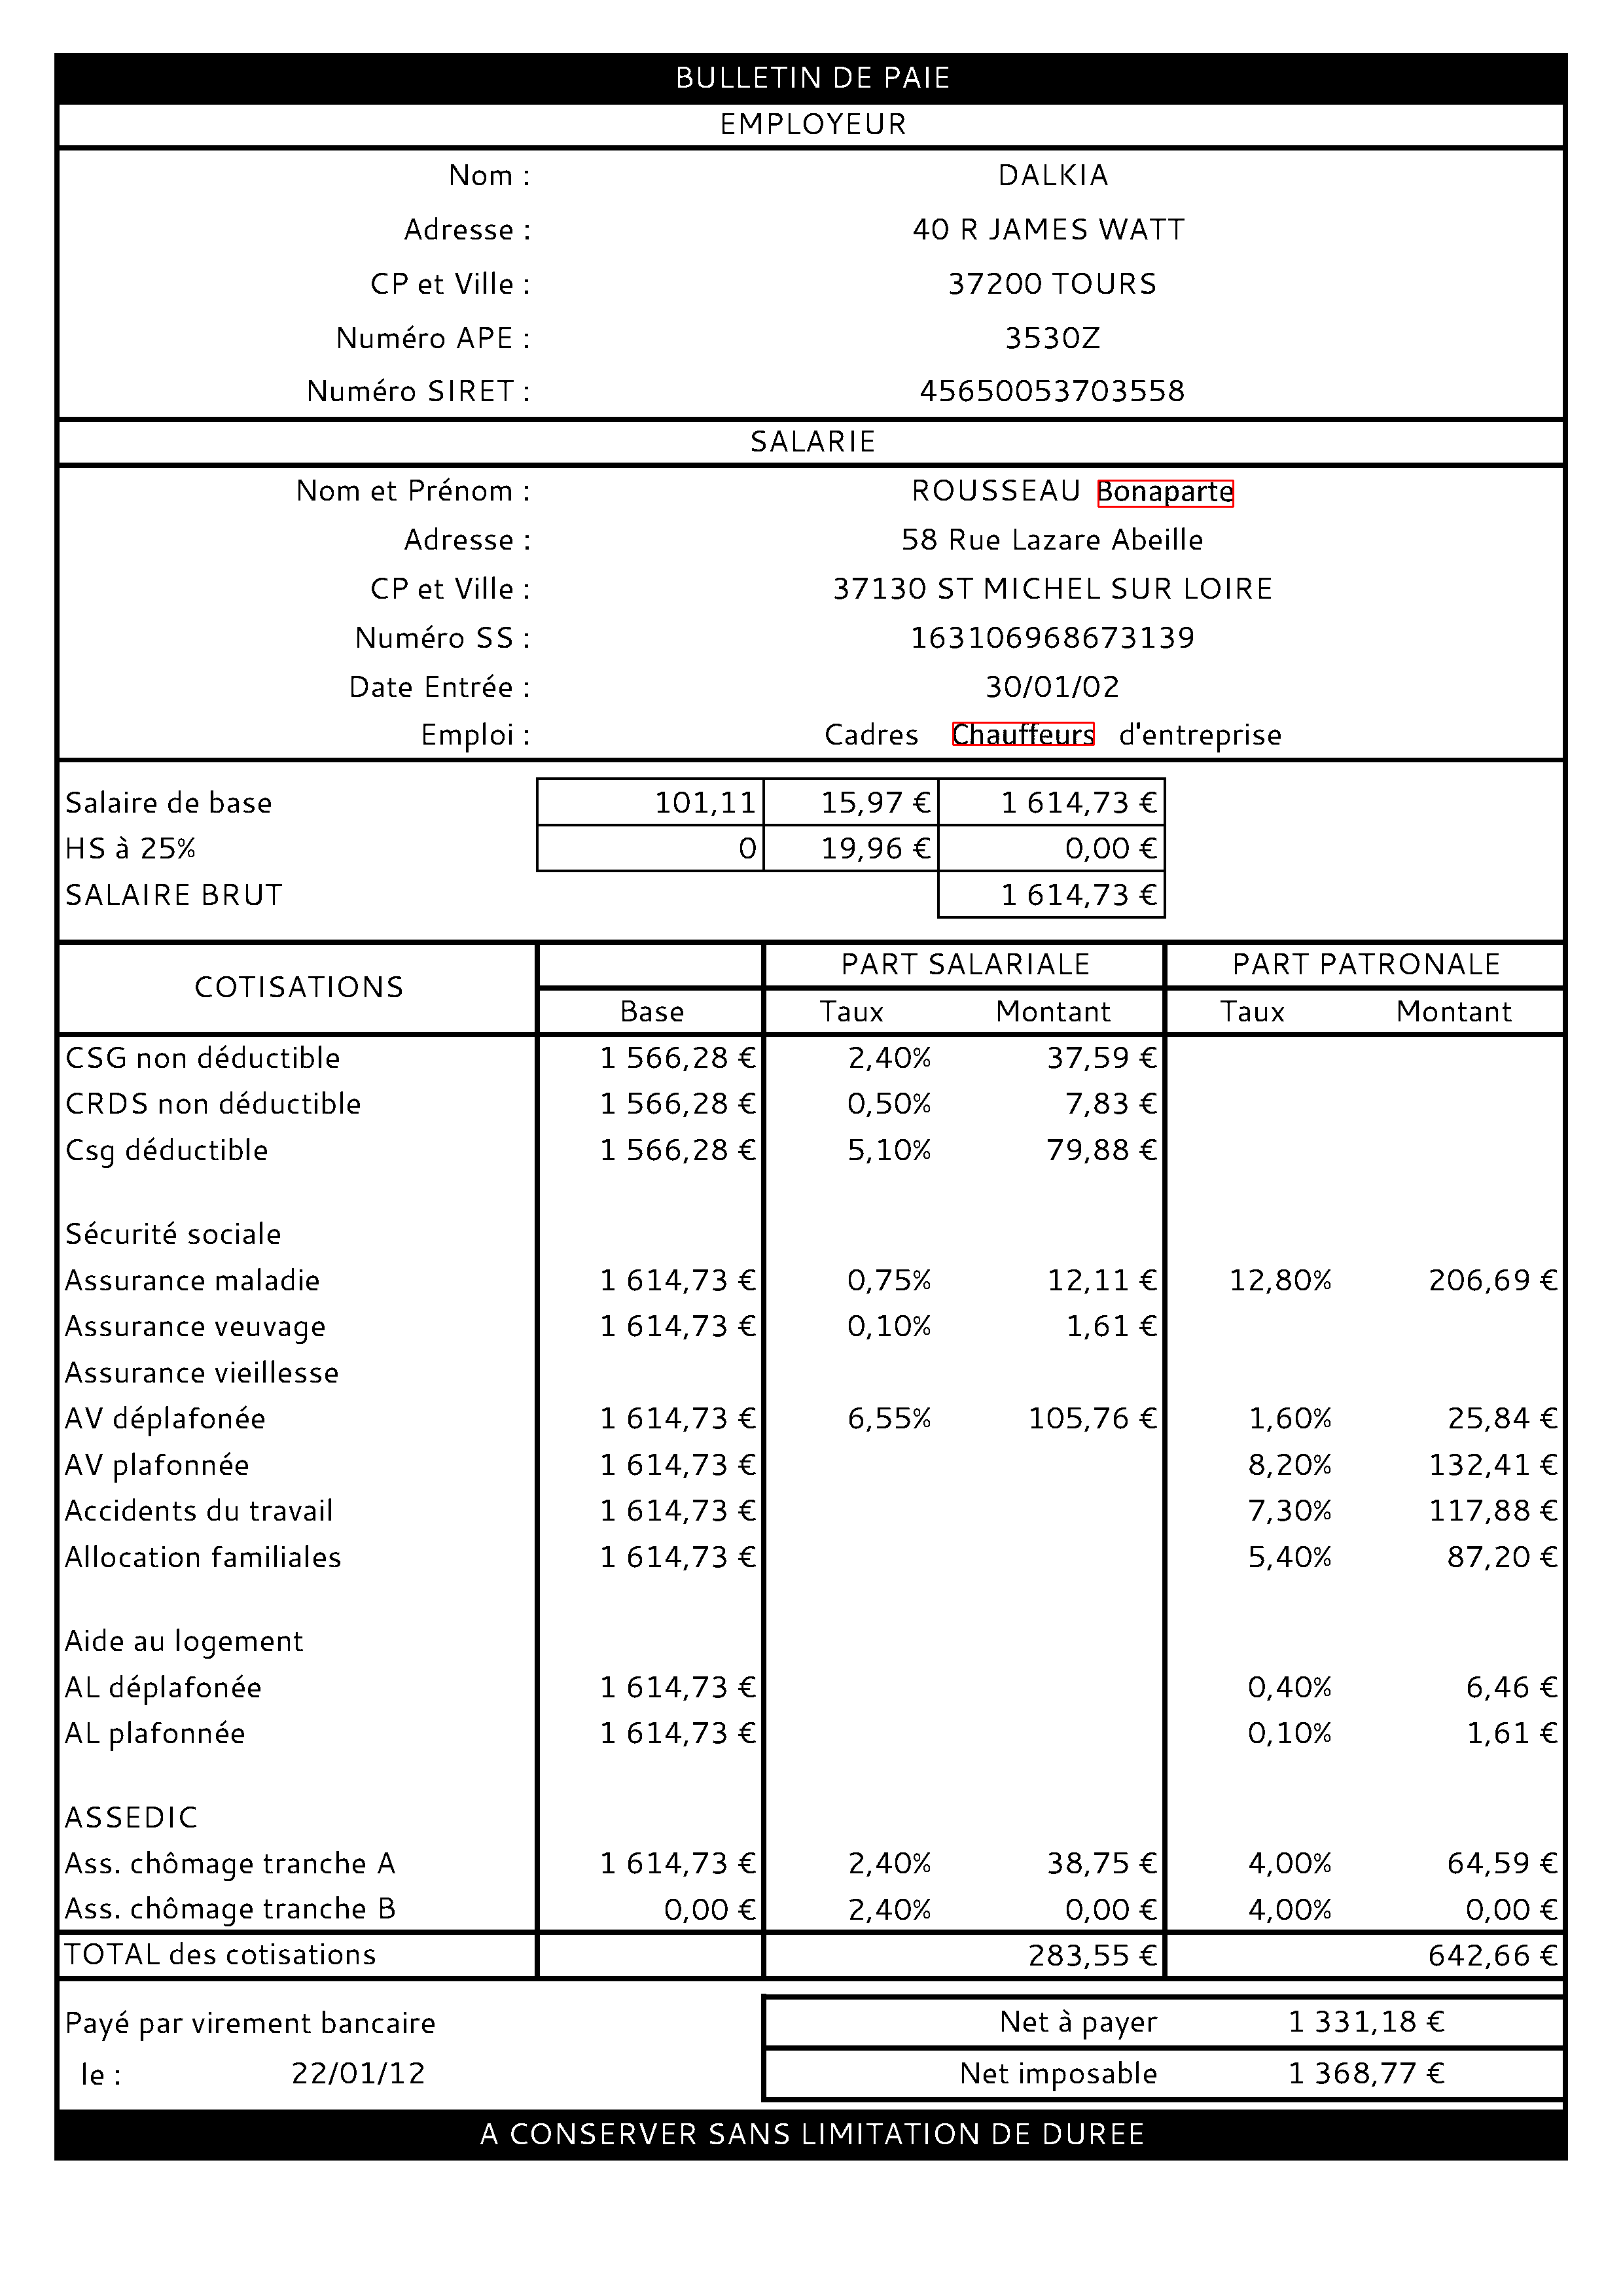 BULLETIN DE PAIE
EMPLOYEUR
Nom : DALKIA
Adresse : 40 R JAMES WATT
CP et Ville : 37200 TOURS
Numéro APE : 3530Z
Numéro SIRET : 45650053703558
SALARIE
Nom et Prénom : ROUSSEAU Bonaparte
Adresse : 58 Rue Lazare Abeille
CP et Ville : 37130 ST MICHEL SUR LOIRE
Numéro SS : 163106968673139
Date Entrée : 30/01/02
Emploi : Cadres Chauffeurs d'entreprise
Salaire de base 101,11 15,97 € 1 614,73 €
HS à 25% 0 19,96 € 0,00 €
SALAIRE BRUT 1 614,73 €
COTISATIONS PART SALARIALE PART PATRONALE
Base Taux Montant Taux Montant
CSG non déductible 1 566,28 € 2,40% 37,59 €
CRDS non déductible 1 566,28 € 0,50% 7,83 €
Csg déductible 1 566,28 € 5,10% 79,88 €
Sécurité sociale
Assurance maladie 1 614,73 € 0,75% 12,11 € 12,80% 206,69 €
Assurance veuvage 1 614,73 € 0,10% 1,61 €
Assurance vieillesse
AV déplafonée 1 614,73 € 6,55% 105,76 € 1,60% 25,84 €
AV plafonnée 1 614,73 € 8,20% 132,41 €
Accidents du travail 1 614,73 € 7,30% 117,88 €
Allocation familiales 1 614,73 € 5,40% 87,20 €
Aide au logement
AL déplafonée 1 614,73 € 0,40% 6,46 €
AL plafonnée 1 614,73 € 0,10% 1,61 €
ASSEDIC
Ass. chômage tranche A 1 614,73 € 2,40% 38,75 € 4,00% 64,59 €
Ass. chômage tranche B 0,00 € 2,40% 0,00 € 4,00% 0,00 €
TOTAL des cotisations 283,55 € 642,66 €
Payé par virement bancaire Net à payer 1 331,18 €
le : 22/01/12 Net imposable 1 368,77 €
A CONSERVER SANS LIMITATION DE DUREE